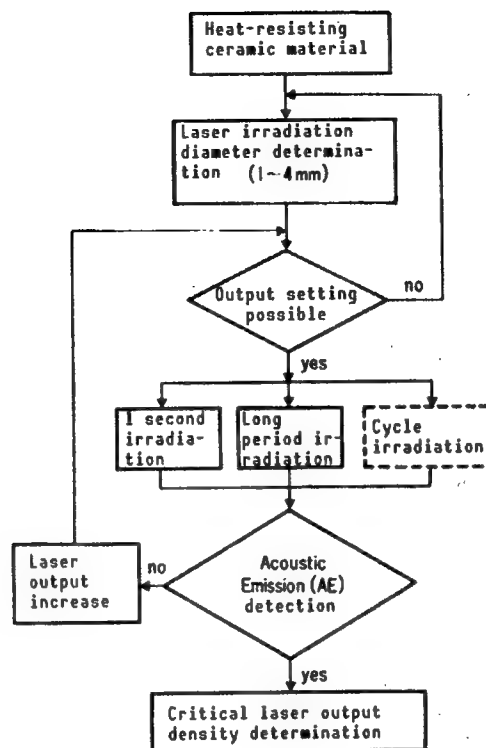 Heat-resisting
ceramic material
Laser irradiation
diameter determina-
tion (1~4mm)
Output setting
possible
no
yes
1 second
irradia-
tion
Long
period ir-
radiation
Cycle
irradiation
Laser
output
increase
no
Acoustic
Emission (AE)
detection
yes
Critical laser output
density determination